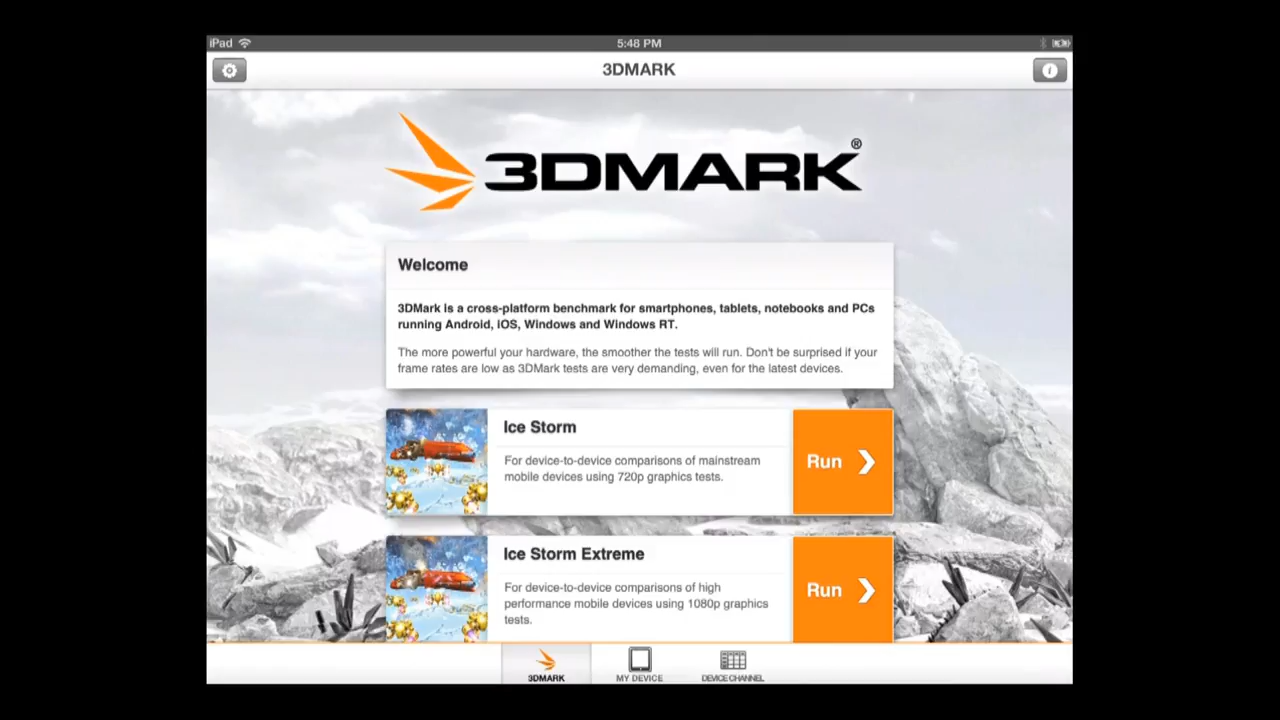 iPad
5:48 PM
3DMARK
3DMARK®
Welcome
3DMark is a cross-platform benchmark for smartphones, tablets, notebooks and PCs
running Android, iOS, Windows and Windows RT.
The more powerful your hardware, the smoother the tests will run. Don't be surprised if your
frame rates are low as 3DMark tests are very demanding, even for the latest devices.
Ice Storm
For device-to-device comparisons of mainstream
mobile devices using 720p graphics tests.
Run
Ice Storm Extreme
For device-to-device comparisons of high
performance mobile devices using 1080p graphics
tests.
Run
3DMARK
MY DEVICE
DEVICE CHANNEL